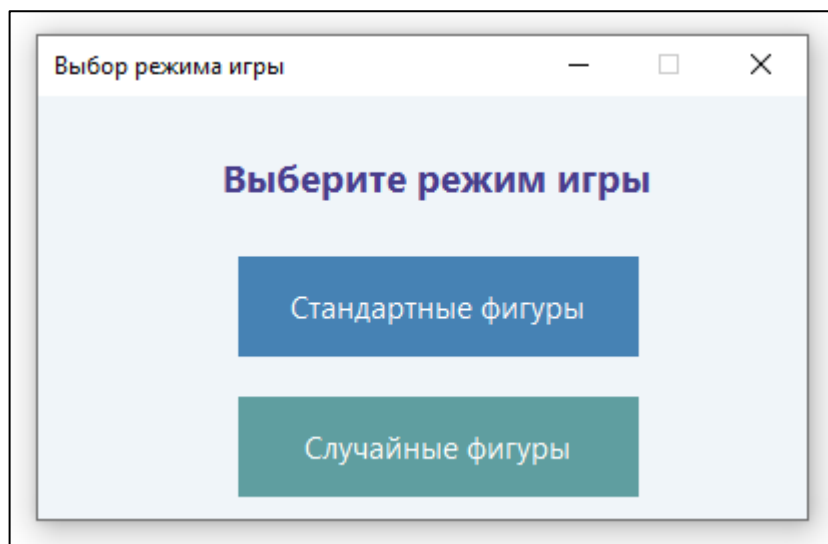 Выбор режима игры
Выберите режим игры
Стандартные фигуры
Случайные фигуры